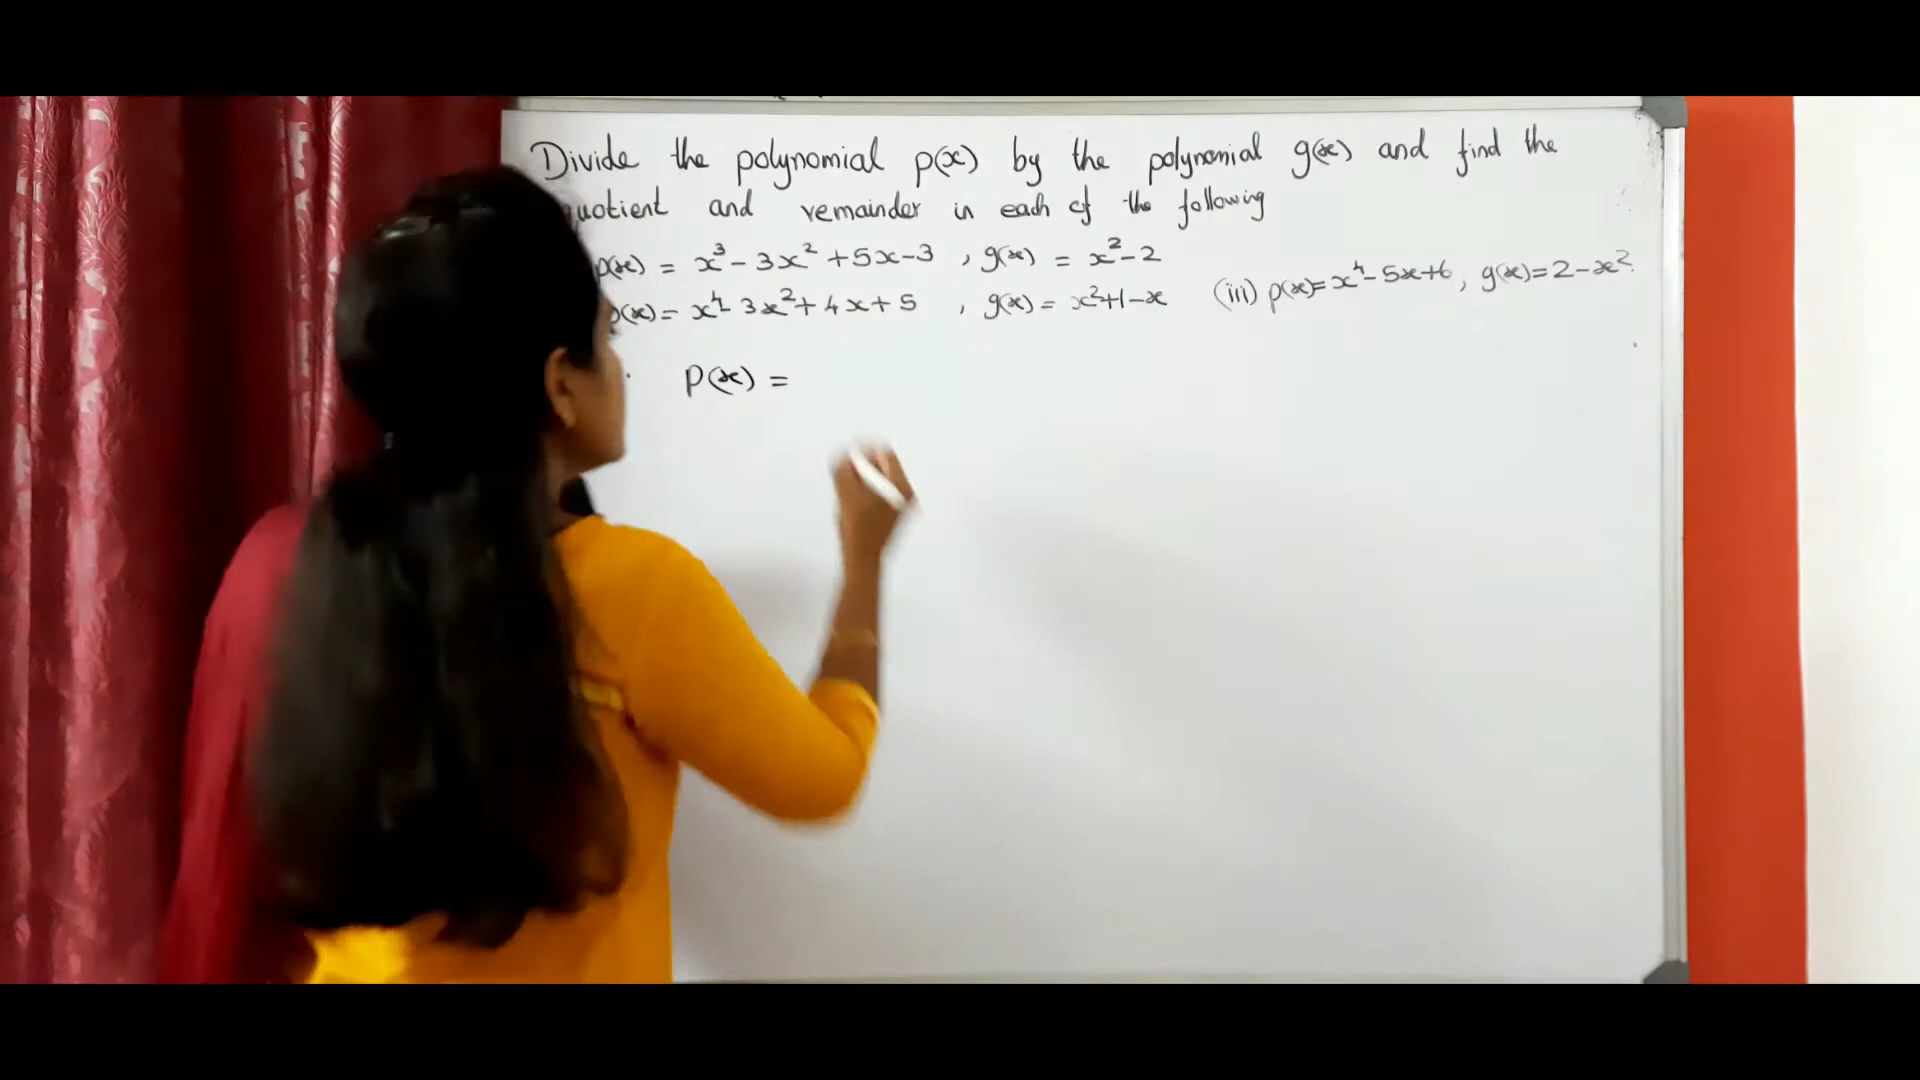 Divide the polynomial p(x) by the polynomial g(x) and find the
quotient and remainder in each of the following
p(x) = x³ - 3x² + 5x - 3 , g(x) = x² - 2
p(x) = x⁴ - 3x² + 4x + 5 , g(x) = x² + 1 - x
(iii) p(x) = x⁴ - 5x + 6 , g(x) = 2 - x²
P(x) =